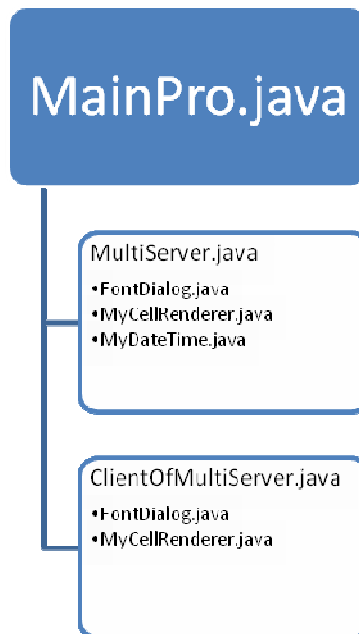 MainPro.java
MultiServer.java
•FontDialog.java
•MyCellRenderer.java
•MyDateTime.java
ClientOfMultiServer.java
•FontDialog.java
•MyCellRenderer.java